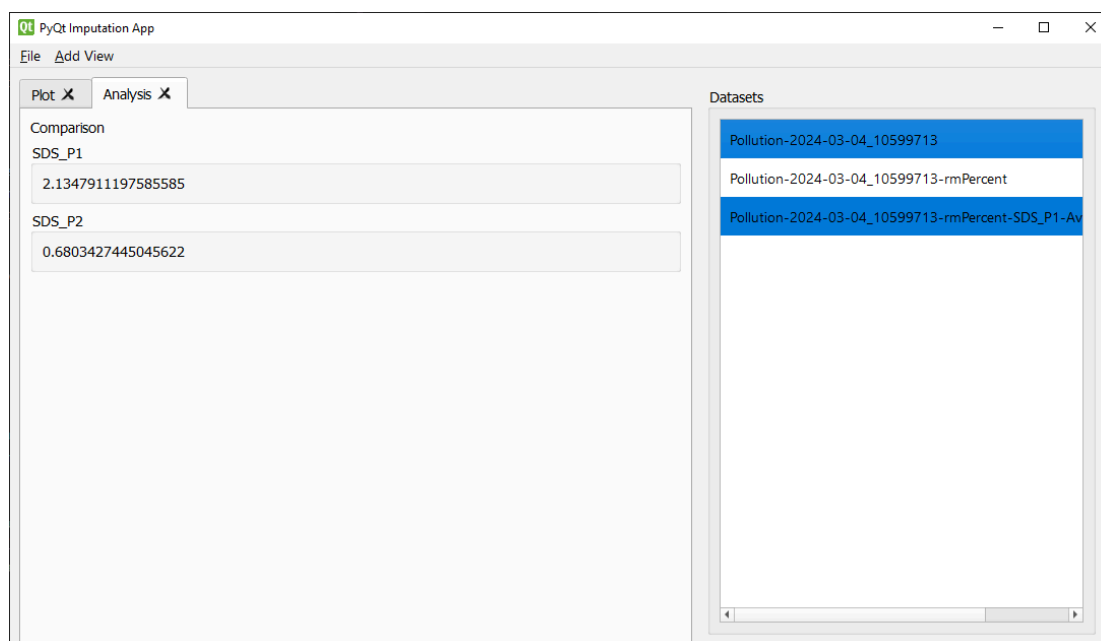 Qt PyQt Imputation App
File Add View
Plot Analysis
Comparison
SDS_P1
2.1347911197585585
SDS_P2
0.6803427445045622
Datasets
Pollution-2024-03-04_10599713
Pollution-2024-03-04_10599713-rmPercent
Pollution-2024-03-04_10599713-rmPercent-SDS_P1-Av